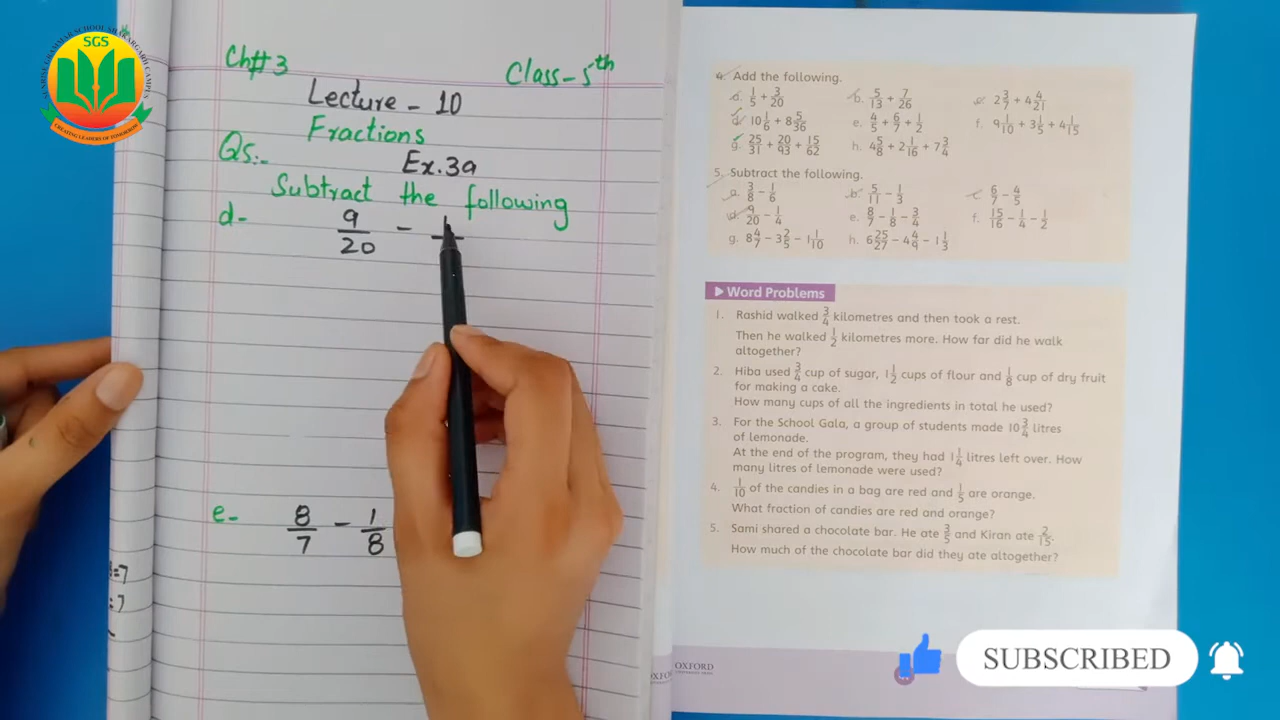 SGS
SUNRISE GRAMMAR SCHOOL SHAKARGARH CAMPUS
CREATING LEADERS OF TOMORROW
Ch# 3
Class-5th
Lecture - 10
Fractions
Qs:-
Ex.3a
Subtract the following
d- 9/20 - 1
e- 8/7 - 1/8
:=7
:7
4. Add the following.
a. 1/5 + 3/20 b. 5/13 + 7/26 c. 2 3/7 + 4 4/21
d. 10 1/6 + 8 5/36 e. 4/5 + 6/7 + 1/2 f. 9 1/10 + 3 1/5 + 4 1/15
g. 25/31 + 20/93 + 15/62 h. 4 5/8 + 2 1/16 + 7 3/4
5. Subtract the following.
a. 3/8 - 1/6 b. 5/11 - 1/3 c. 6/7 - 4/5
d. 9/20 - 1/4 e. 8/7 - 1/8 - 3/4 f. 15/16 - 1/4 - 1/2
g. 8 4/7 - 3 2/5 - 1 1/10 h. 6 25/27 - 4 4/9 - 1 1/3
Word Problems
1. Rashid walked 3/4 kilometres and then took a rest.
Then he walked 1/2 kilometres more. How far did he walk
altogether?
2. Hiba used 3/4 cup of sugar, 1 1/2 cups of flour and 1/8 cup of dry fruit
for making a cake.
How many cups of all the ingredients in total he used?
3. For the School Gala, a group of students made 10 3/4 litres
of lemonade.
At the end of the program, they had 1 1/4 litres left over. How
many litres of lemonade were used?
4. 1/10 of the candies in a bag are red and 1/5 are orange.
What fraction of candies are red and orange?
5. Sami shared a chocolate bar. He ate 3/5 and Kiran ate 2/15.
How much of the chocolate bar did they ate altogether?
OXFORD
SUBSCRIBED